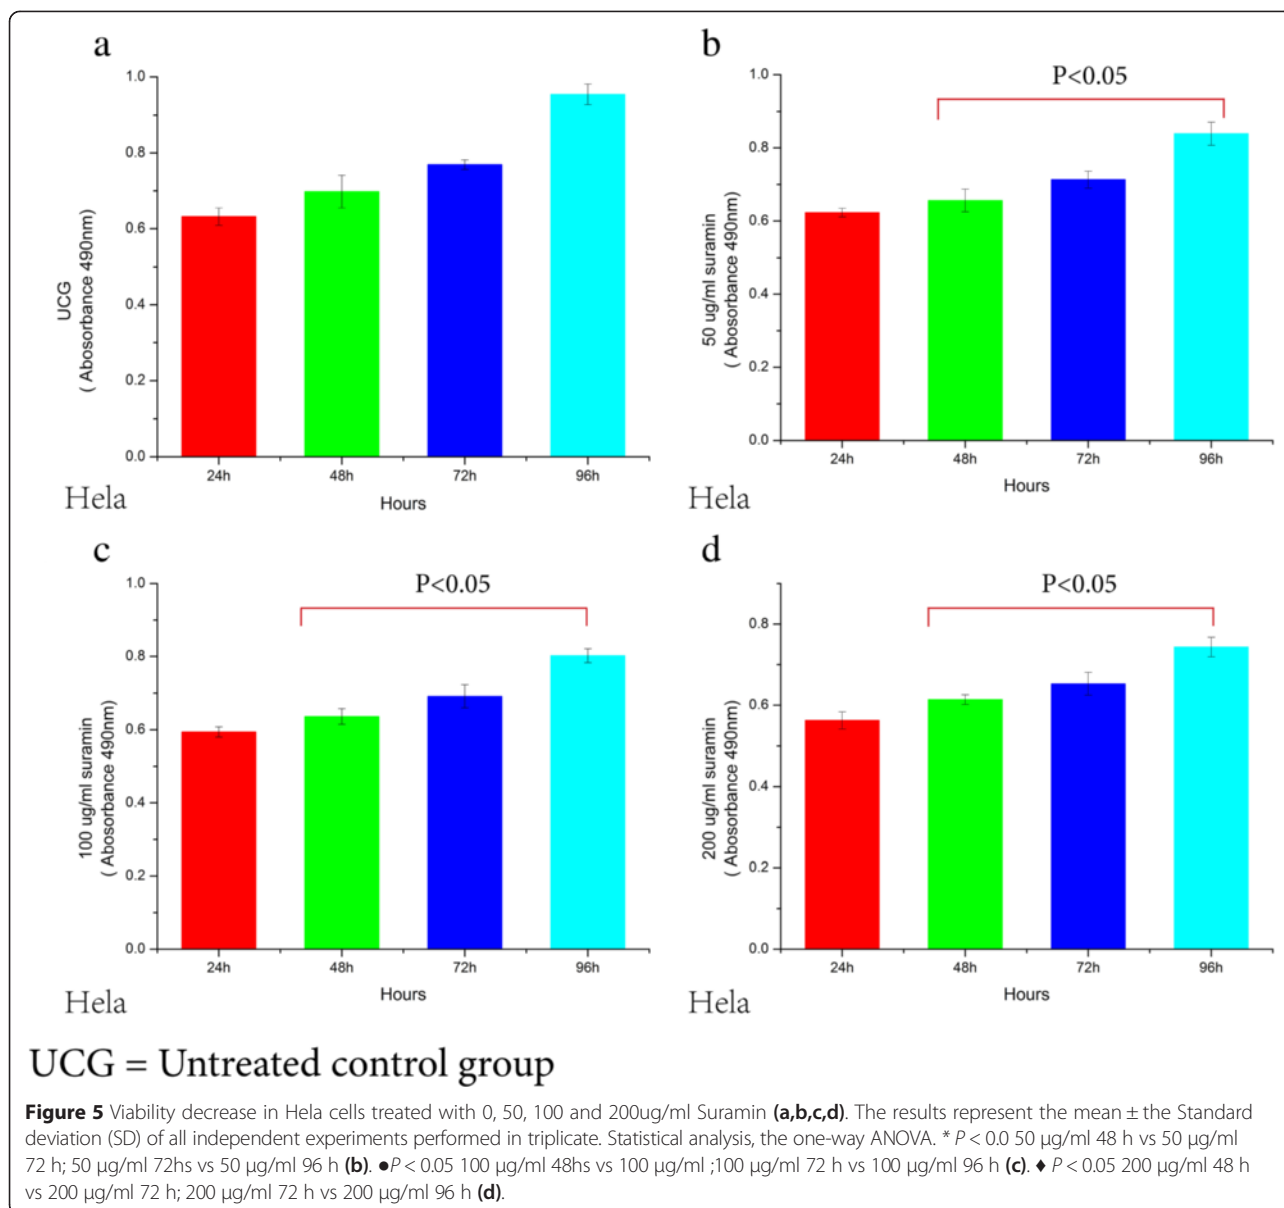 a
1.0
0.8
0.6
0.4
0.2
0.0
UCG
( Abosorbance 490nm)
24h 48h 72h 96h
Hours
Hela
b
P<0.05
1.0
0.8
0.6
0.4
0.2
0.0
50 ug/ml suramin
( Abosorbance 490nm)
24h 48h 72h 96h
Hours
Hela
c
P<0.05
1.0
0.8
0.6
0.4
0.2
0.0
100 ug/ml suramin
( Abosorbance 490nm)
24h 48h 72h 96h
Hours
Hela
d
P<0.05
0.8
0.6
0.4
0.2
0.0
200 ug/ml suramin
( Abosorbance 490nm)
24h 48h 72h 96h
Hours
Hela
UCG = Untreated control group
Figure 5 Viability decrease in Hela cells treated with 0, 50, 100 and 200ug/ml Suramin (a,b,c,d). The results represent the mean ± the Standard
deviation (SD) of all independent experiments performed in triplicate. Statistical analysis, the one-way ANOVA. * P < 0.0 50 μg/ml 48 h vs 50 μg/ml
72 h; 50 μg/ml 72hs vs 50 μg/ml 96 h (b). ●P < 0.05 100 μg/ml 48hs vs 100 μg/ml ;100 μg/ml 72 h vs 100 μg/ml 96 h (c). ♦ P < 0.05 200 μg/ml 48 h
vs 200 μg/ml 72 h; 200 μg/ml 72 h vs 200 μg/ml 96 h (d).